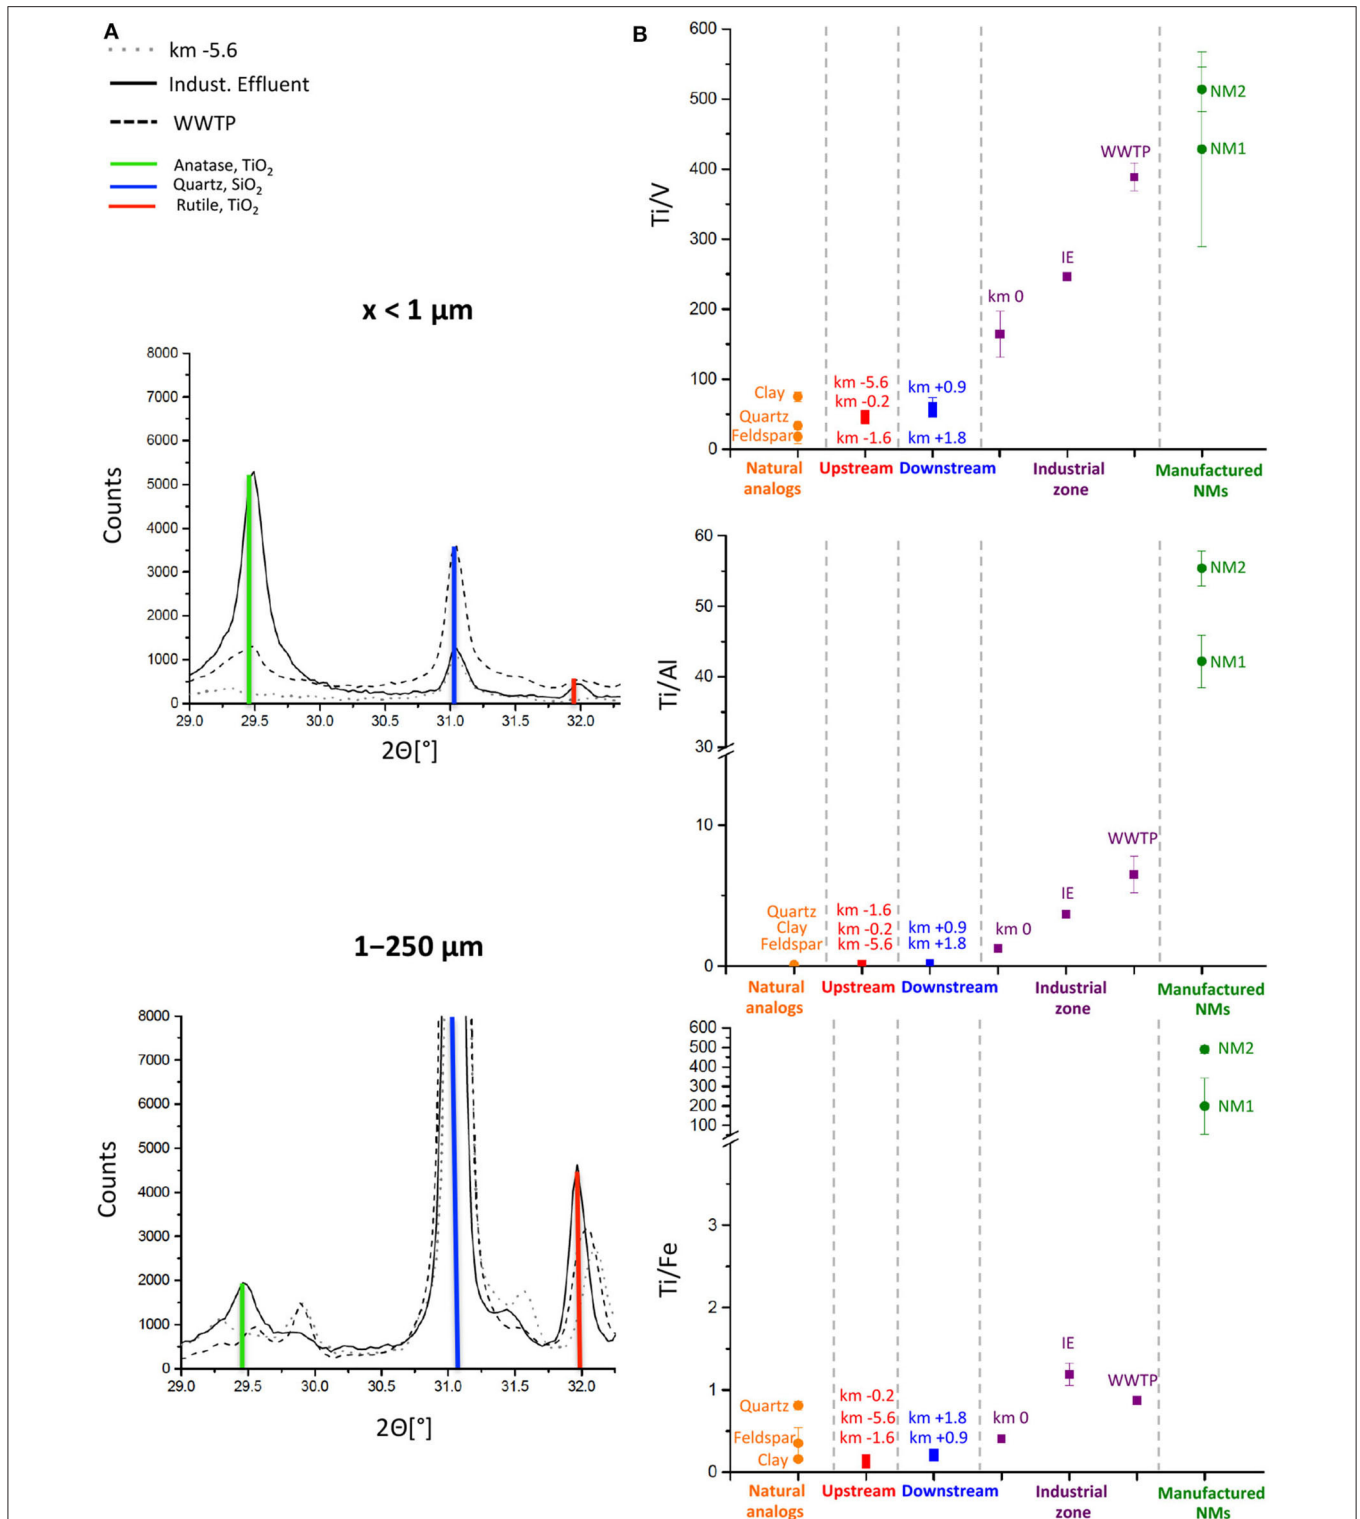 A
km -5.6
Indust. Effluent
WWTP
Anatase, TiO2
Quartz, SiO2
Rutile, TiO2
x < 1 µm
8000
7000
6000
5000
4000
3000
2000
1000
0
Counts
29.0 29.5 30.0 30.5 31.0 31.5 32.0
2Θ[°]
1–250 µm
8000
7000
6000
5000
4000
3000
2000
1000
0
Counts
29.0 29.5 30.0 30.5 31.0 31.5 32.0
2Θ[°]
B
600
500
400
300
200
100
0
Ti/V
Clay
Quartz
Feldspar
km -5.6
km -0.2
km -1.6
km +0.9
km +1.8
km 0
IE
WWTP
NM2
NM1
Natural analogs
Upstream
Downstream
Industrial zone
Manufactured NMs
60
50
40
30
10
0
Ti/Al
Quartz
Clay
Feldspar
km -1.6
km -0.2
km -5.6
km +0.9
km +1.8
km 0
IE
WWTP
NM2
NM1
Natural analogs
Upstream
Downstream
Industrial zone
Manufactured NMs
600
500
400
300
200
100
3
2
1
0
Ti/Fe
Quartz
Feldspar
Clay
km -0.2
km -5.6
km -1.6
km +1.8
km +0.9
km 0
IE
WWTP
NM2
NM1
Natural analogs
Upstream
Downstream
Industrial zone
Manufactured NMs